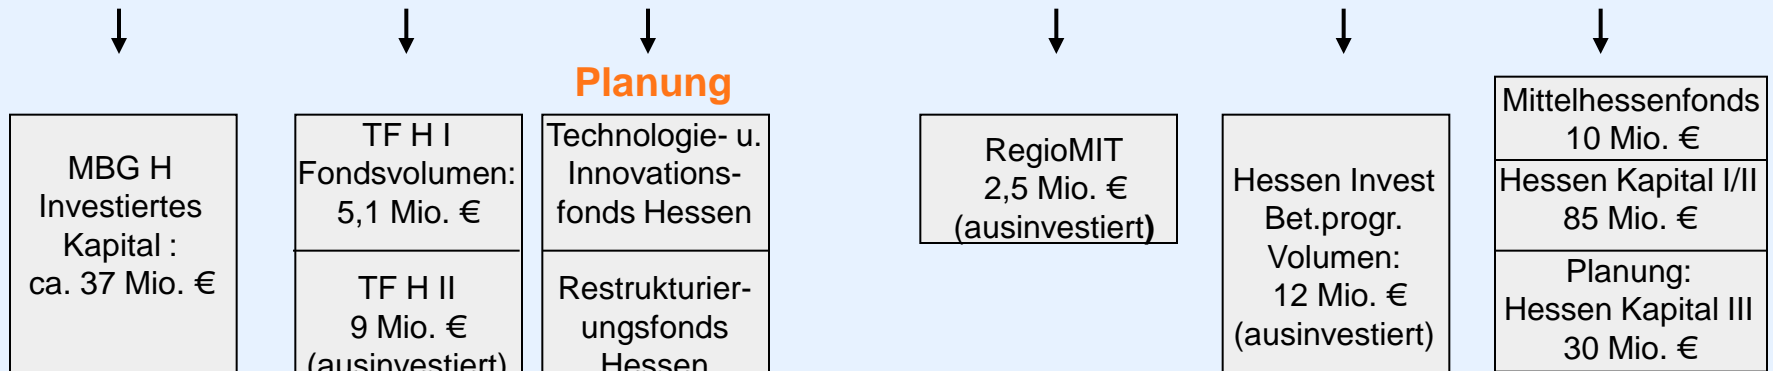 Planung
MBG H
Investiertes
Kapital :
ca. 37 Mio. €
TF H I
Fondsvolumen:
5,1 Mio. €
TF H II
9 Mio. €
(ausinvestiert)
Technologie- u.
Innovations-
fonds Hessen
Restrukturier-
ungsfonds
Hessen
RegioMIT
2,5 Mio. €
(ausinvestiert)
Hessen Invest
Bet.progr.
Volumen:
12 Mio. €
(ausinvestiert)
Mittelhessenfonds
10 Mio. €
Hessen Kapital I/II
85 Mio. €
Planung:
Hessen Kapital III
30 Mio. €